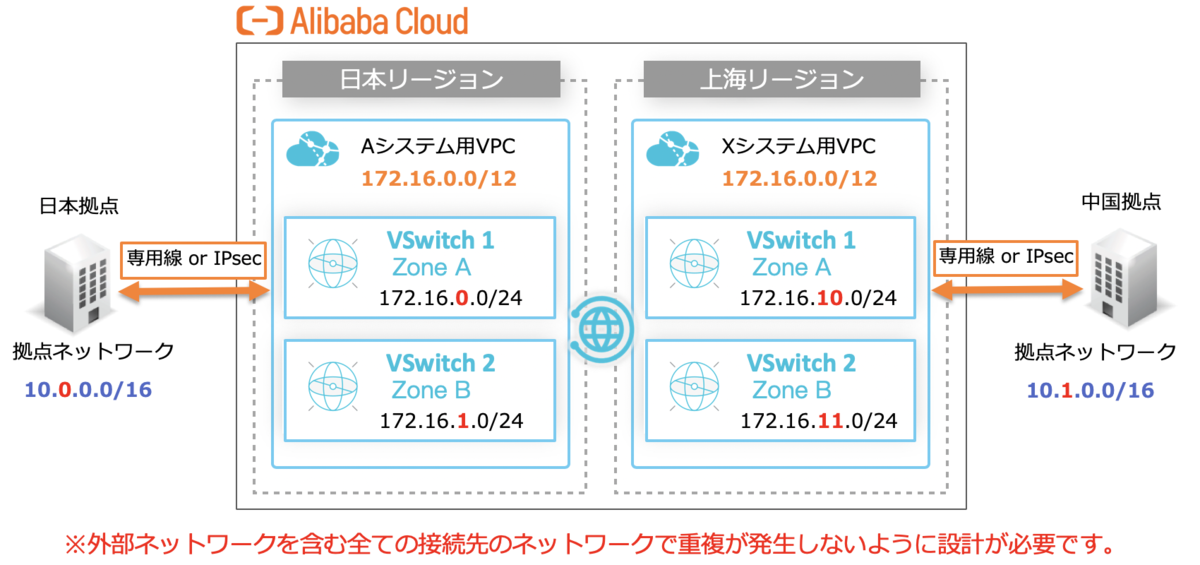 Alibaba Cloud
日本リージョン
上海リージョン
Aシステム用VPC
172.16.0.0/12
Xシステム用VPC
172.16.0.0/12
日本拠点
中国拠点
専用線 or IPsec
専用線 or IPsec
VSwitch 1
Zone A
172.16.0.0/24
VSwitch 1
Zone A
172.16.10.0/24
拠点ネットワーク
10.0.0.0/16
拠点ネットワーク
10.1.0.0/16
VSwitch 2
Zone B
172.16.1.0/24
VSwitch 2
Zone B
172.16.11.0/24
※外部ネットワークを含む全ての接続先のネットワークで重複が発生しないように設計が必要です。